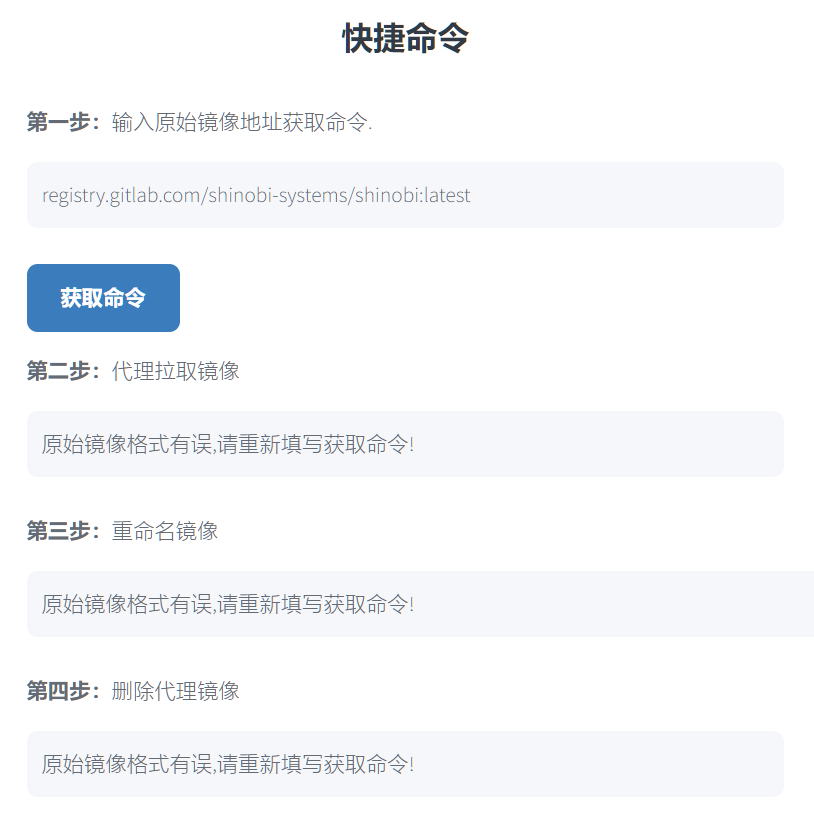 快捷命令
第一步：输入原始镜像地址获取命令.
registry.gitlab.com/shinobi-systems/shinobi:latest
获取命令
第二步：代理拉取镜像
原始镜像格式有误,请重新填写获取命令!
第三步：重命名镜像
原始镜像格式有误,请重新填写获取命令!
第四步：删除代理镜像
原始镜像格式有误,请重新填写获取命令!